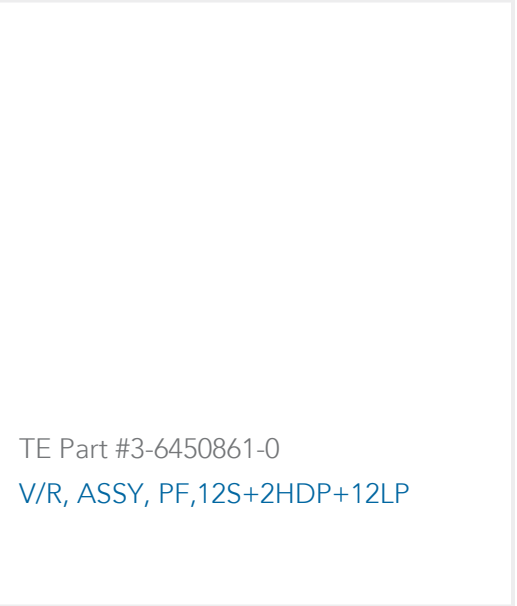 TE Part #3-6450861-0
V/R, ASSY, PF,12S+2HDP+12LP